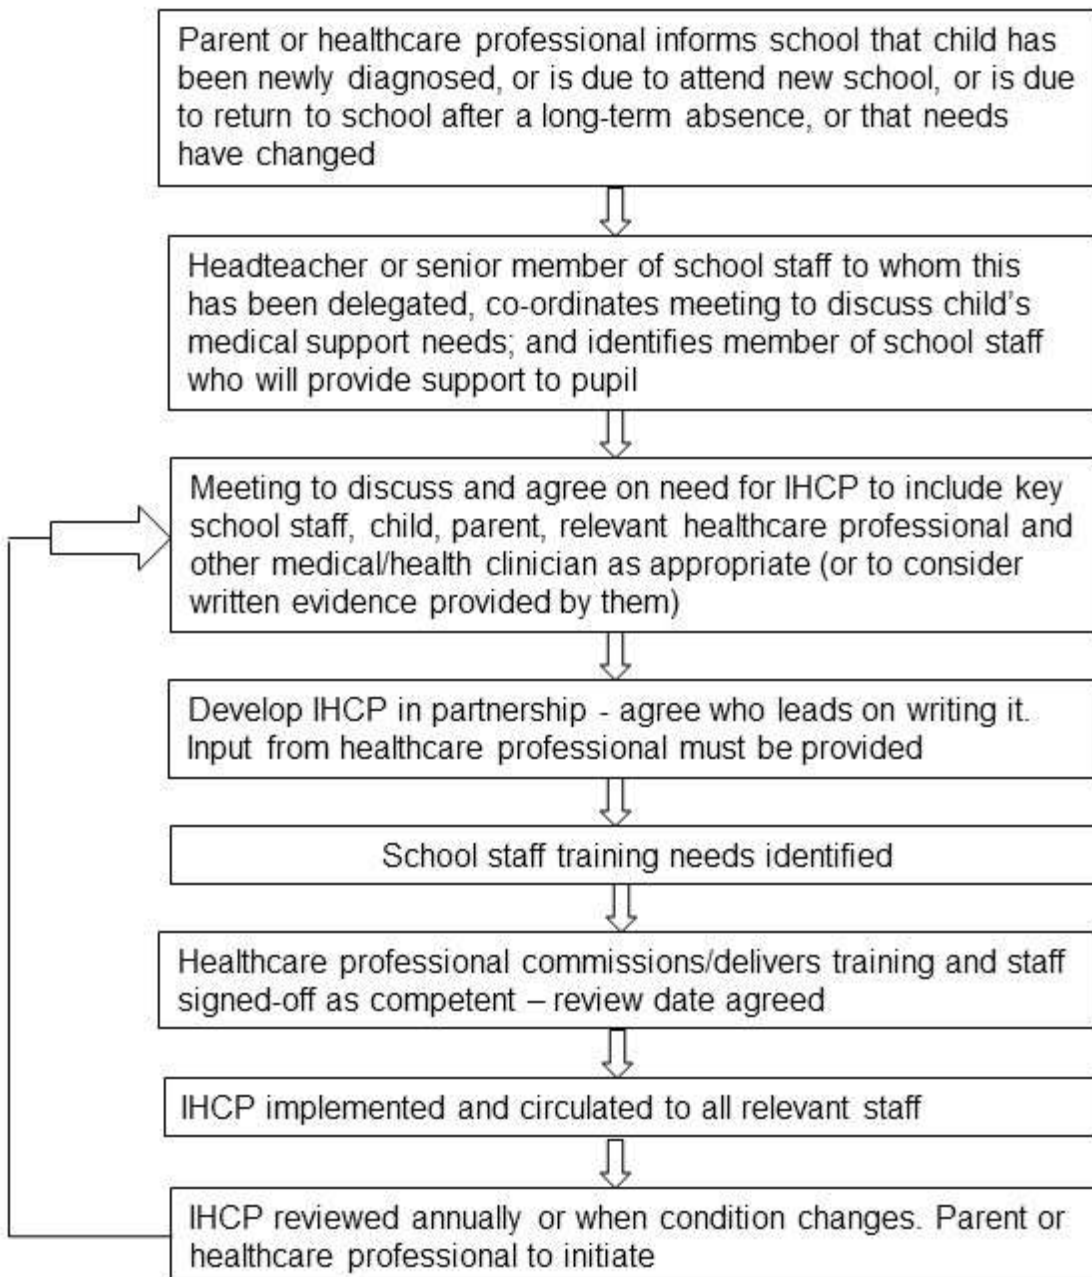 Parent or healthcare professional informs school that child has
been newly diagnosed, or is due to attend new school, or is due
to return to school after a long-term absence, or that needs
have changed
Headteacher or senior member of school staff to whom this
has been delegated, co-ordinates meeting to discuss child's
medical support needs; and identifies member of school staff
who will provide support to pupil
Meeting to discuss and agree on need for IHCP to include key
school staff, child, parent, relevant healthcare professional and
other medical/health clinician as appropriate (or to consider
written evidence provided by them)
Develop IHCP in partnership - agree who leads on writing it.
Input from healthcare professional must be provided
School staff training needs identified
Healthcare professional commissions/delivers training and staff
signed-off as competent – review date agreed
IHCP implemented and circulated to all relevant staff
IHCP reviewed annually or when condition changes. Parent or
healthcare professional to initiate